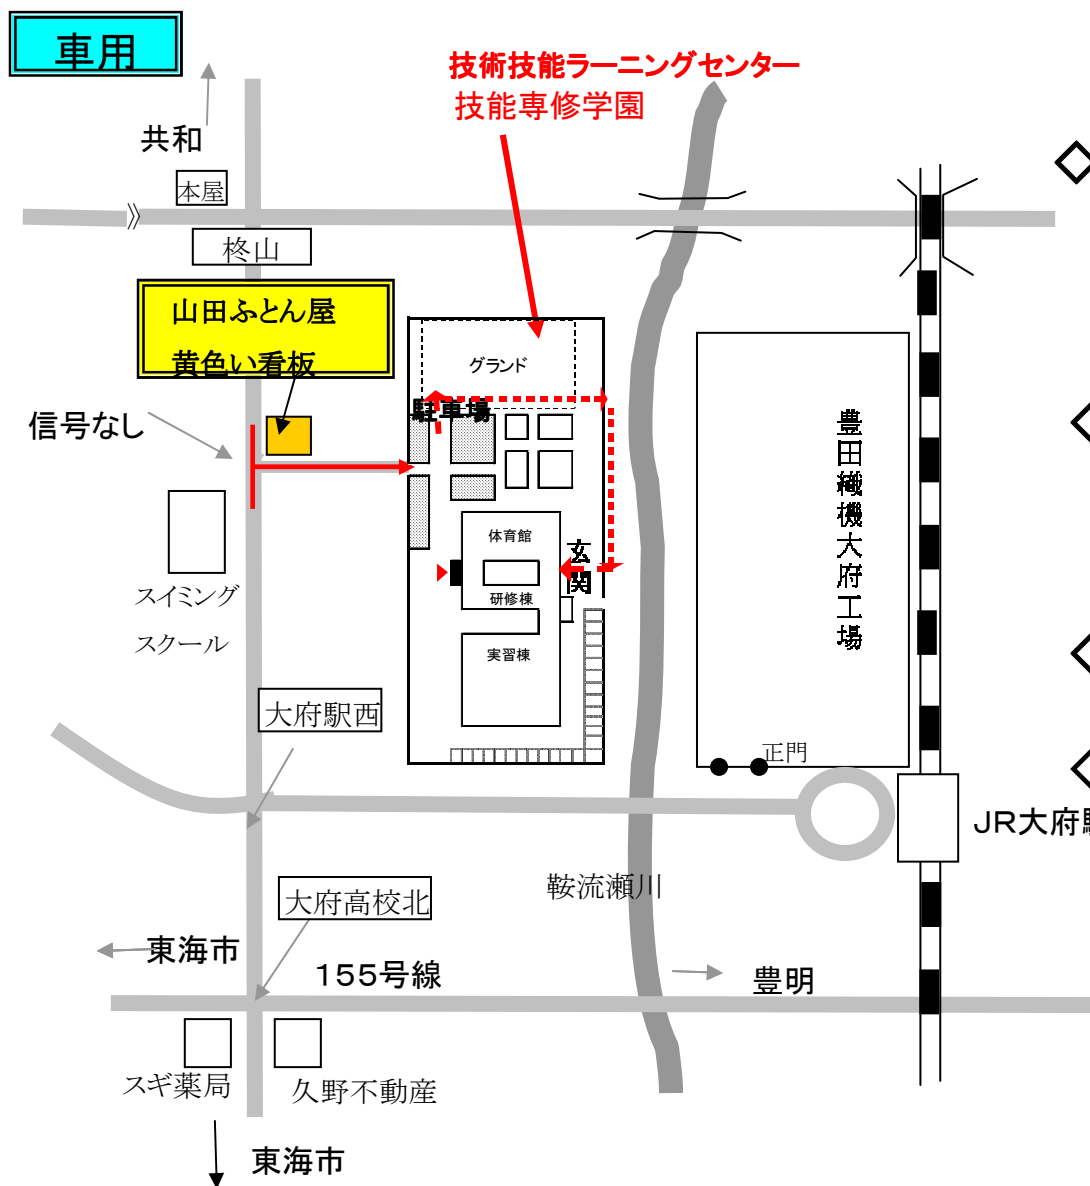 車用
技術技能ラーニングセンター
技能専修学園
共和
本屋
柊山
山田ふとん屋
黄色い看板
グランド
駐車場
信号なし
豊田織機大府工場
体育館
玄関
研修棟
スイミング
スクール
実習棟
大府駅西
正門
JR大府駅
鞍流瀬川
大府高校北
東海市
155号線
豊明
スギ薬局
久野不動産
東海市